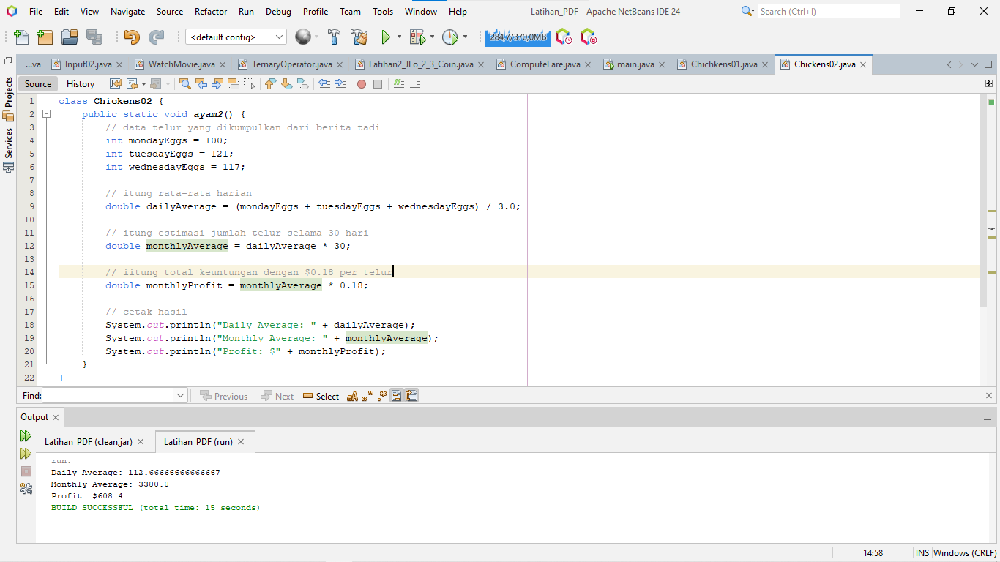 File Edit View Navigate Source Refactor Run Debug Profile Team Tools Window Help
Latihan_PDF - Apache NetBeans IDE 24
Search (Ctrl+I)
<default config>
284,7/370,0MB
...va Input02.java WatchMovie.java TernaryOperator.java Latihan2_JFo_2_3_Coin.java ComputeFare.java main.java Chichkens01.java Chickens02.java
Projects
Services
Source History
1 class Chickens02 {
2 public static void ayam2() {
3 // data telur yang dikumpulkan dari berita tadi
4 int mondayEggs = 100;
5 int tuesdayEggs = 121;
6 int wednesdayEggs = 117;
7
8 // itung rata-rata harian
9 double dailyAverage = (mondayEggs + tuesdayEggs + wednesdayEggs) / 3.0;
10
11 // itung estimasi jumlah telur selama 30 hari
12 double monthlyAverage = dailyAverage * 30;
13
14 // iitung total keuntungan dengan $0.18 per telur
15 double monthlyProfit = monthlyAverage * 0.18;
16
17 // cetak hasil
18 System.out.println("Daily Average: " + dailyAverage);
19 System.out.println("Monthly Average: " + monthlyAverage);
20 System.out.println("Profit: $" + monthlyProfit);
21 }
22 }
Find: Previous Next Select
Output
Latihan_PDF (clean,jar) Latihan_PDF (run)
run:
Daily Average: 112.66666666666667
Monthly Average: 3380.0
Profit: $608.4
BUILD SUCCESSFUL (total time: 15 seconds)
14:58 INS Windows (CRLF)